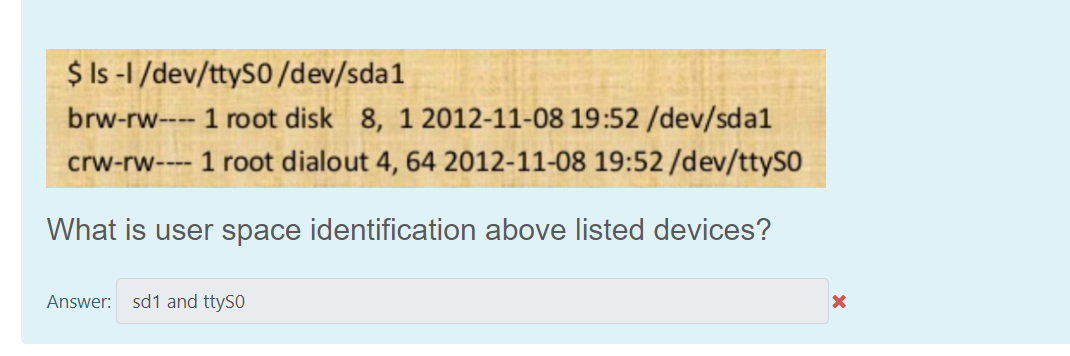 $ ls -l /dev/ttyS0 /dev/sda1
brw-rw---- 1 root disk 8, 1 2012-11-08 19:52 /dev/sda1
crw-rw---- 1 root dialout 4, 64 2012-11-08 19:52 /dev/ttyS0
What is user space identification above listed devices?
Answer: sd1 and ttyS0